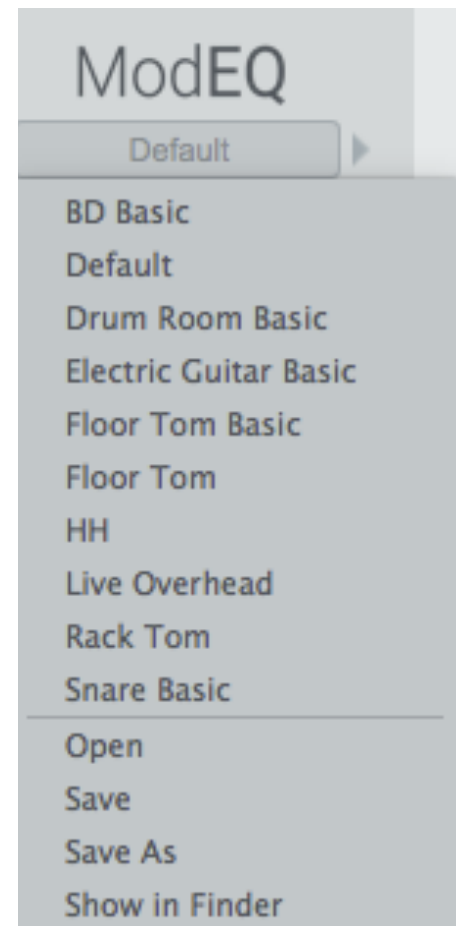 ModEQ
Default
BD Basic
Default
Drum Room Basic
Electric Guitar Basic
Floor Tom Basic
Floor Tom
HH
Live Overhead
Rack Tom
Snare Basic
Open
Save
Save As
Show in Finder